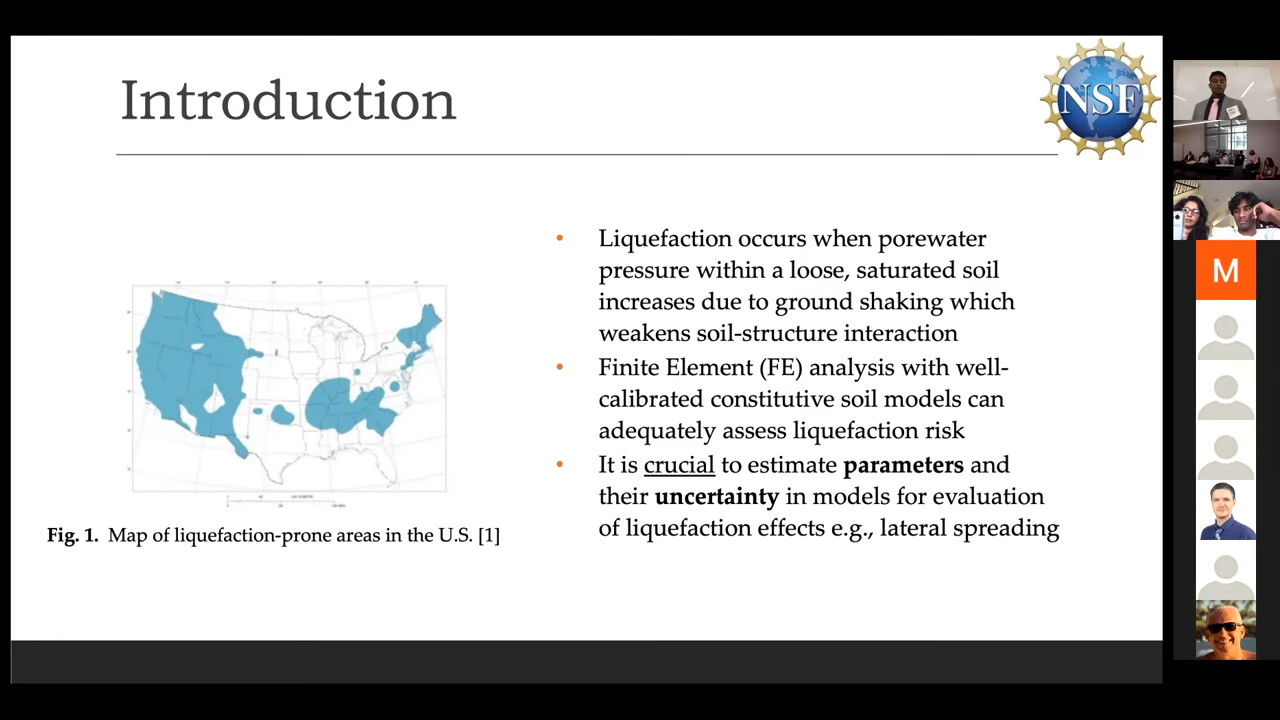 Introduction
NSF
Liquefaction occurs when porewater
pressure within a loose, saturated soil
increases due to ground shaking which
weakens soil-structure interaction
Finite Element (FE) analysis with well-
calibrated constitutive soil models can
adequately assess liquefaction risk
It is crucial to estimate parameters and
their uncertainty in models for evaluation
of liquefaction effects e.g., lateral spreading
Fig. 1. Map of liquefaction-prone areas in the U.S. [1]
M